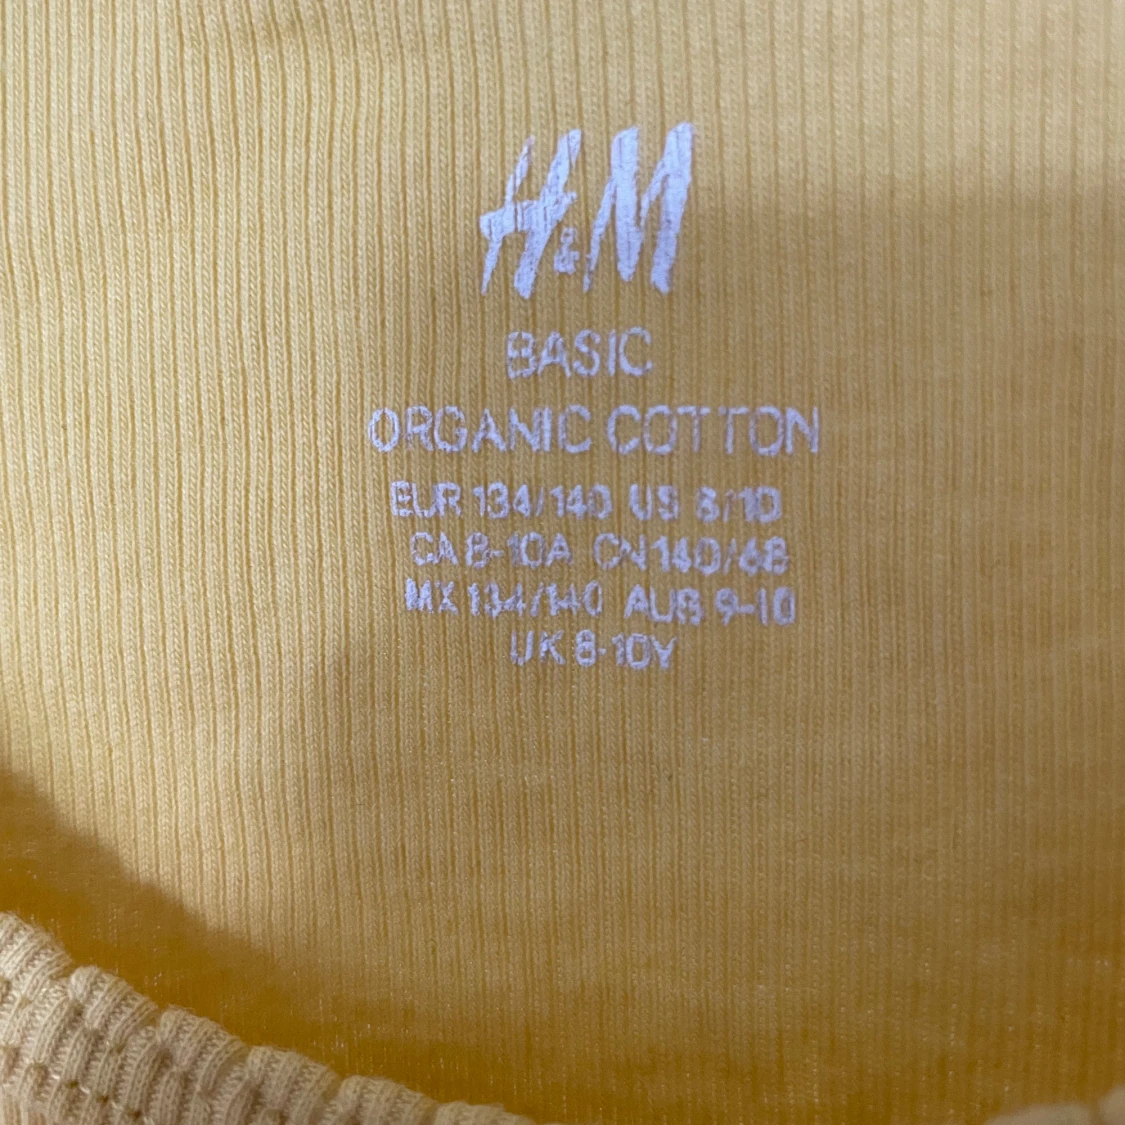 H&M
BASIC
ORGANIC COTTON
EUR 134/140 US 8/10
CA 8-10A CN 140/68
MX 134/140 AUS 9-10
UK 8-10Y